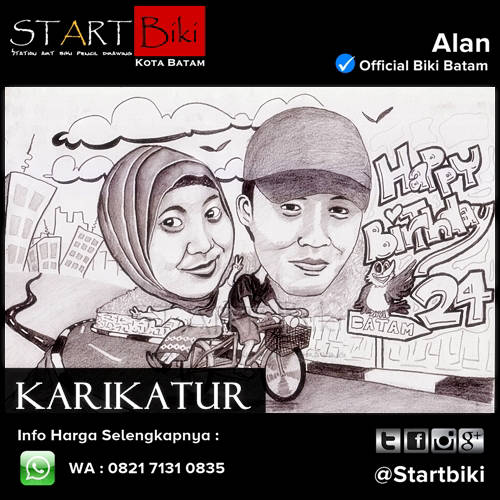 START Biki
STATION ART BIKI PENCIL DRAWING
KOTA BATAM
Alan
Official Biki Batam
HAPPY
BiRTHDAY
24
BATAM
KARIKATUR
Info Harga Selengkapnya :
WA : 0821 7131 0835
@Startbiki